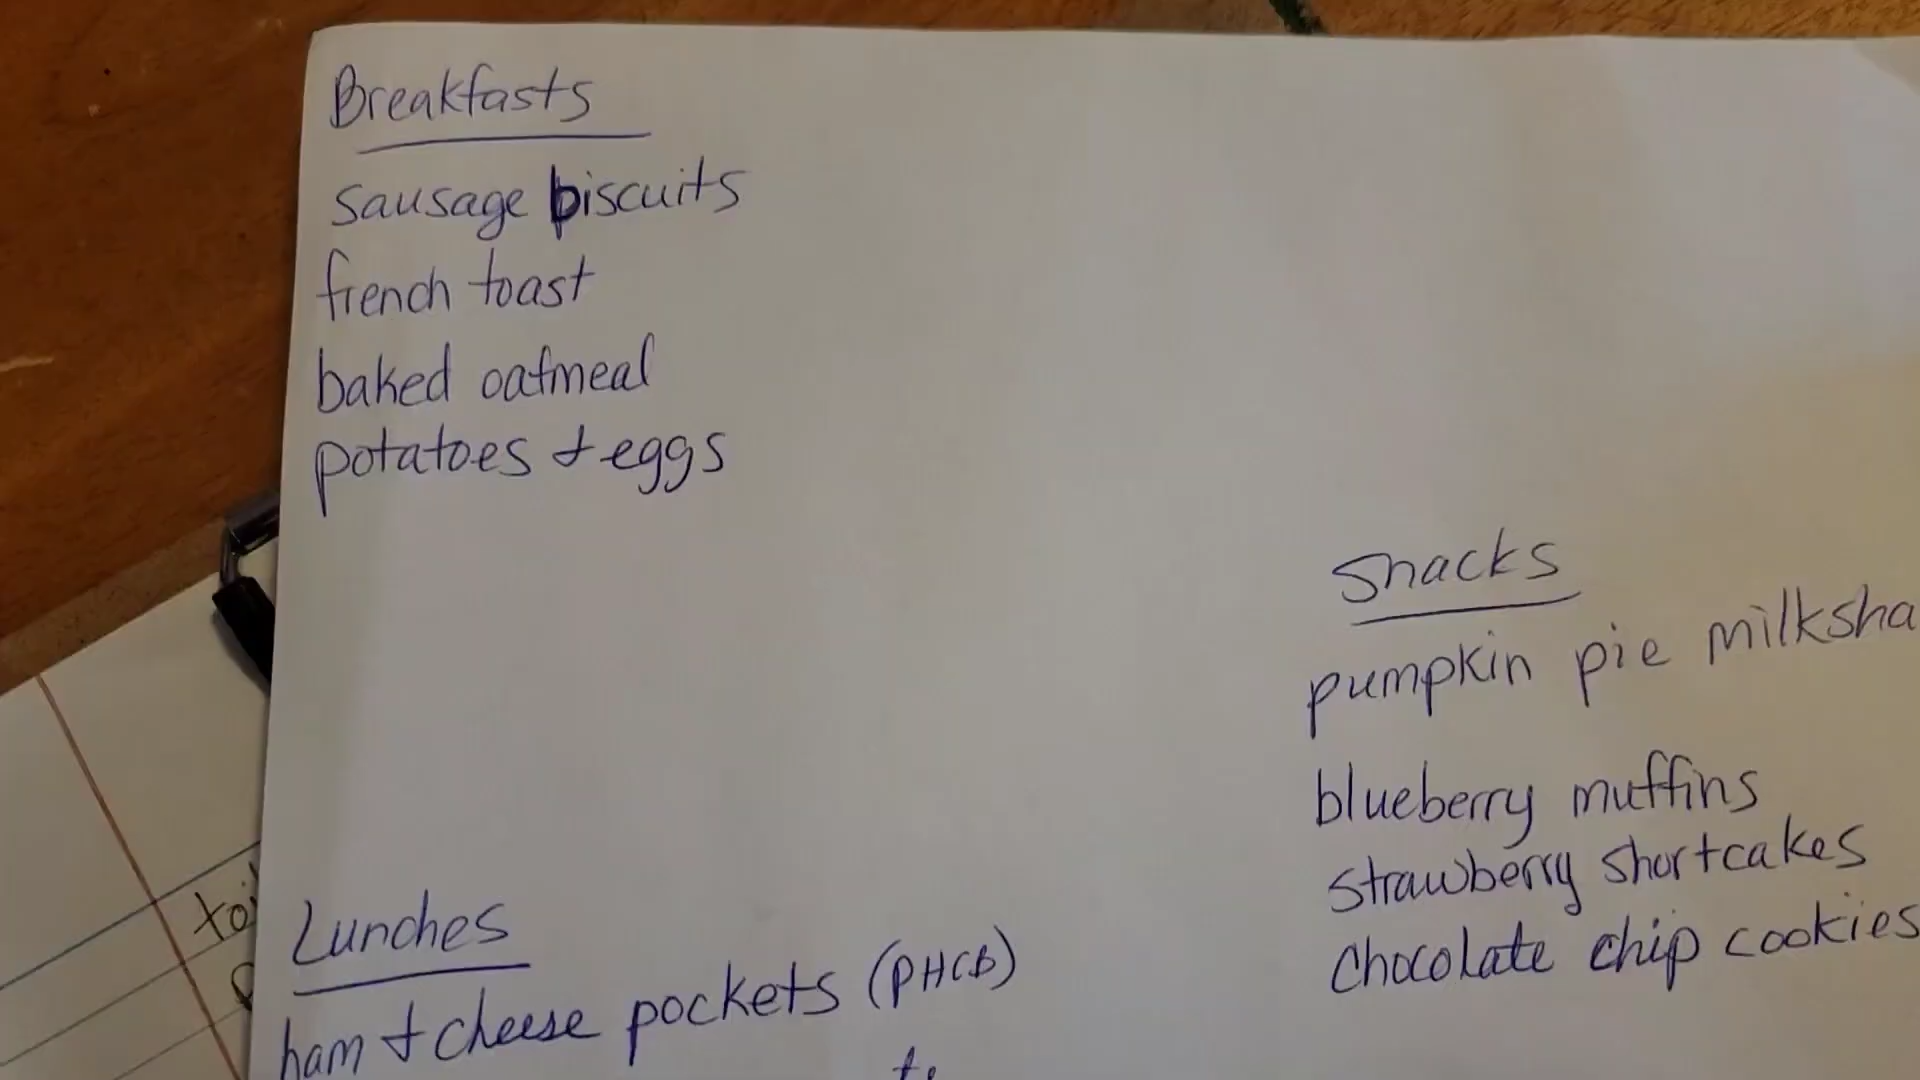 Breakfasts
sausage biscuits
french toast
baked oatmeal
potatoes + eggs
Snacks
pumpkin pie milksha
blueberry muffins
strawberry shortcakes
chocolate chip cookies
Lunches
ham + cheese pockets (PHCB)
toi